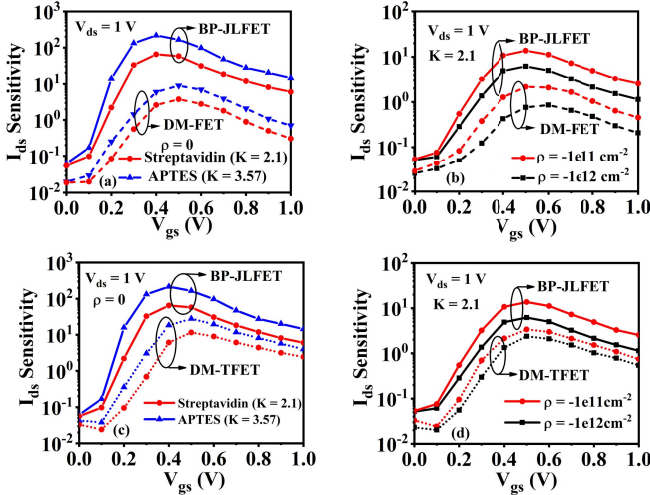 10³
10²
10¹
10⁰
10⁻¹
10⁻²
I_ds Sensitivity
V_ds = 1 V
BP-JLFET
DM-FET
ρ = 0
(a)
Streptavidin (K = 2.1)
APTES (K = 3.57)
0.0 0.2 0.4 0.6 0.8 1.0
V_gs
10³
10²
10¹
10⁰
10⁻¹
10⁻²
I_ds Sensitivity
V_ds = 1 V
K = 2.1
BP-JLFET
DM-FET
(b)
ρ = -1e11 cm⁻²
ρ = -1e12 cm⁻²
0.0 0.2 0.4 0.6 0.8 1.0
V_gs
10³
10²
10¹
10⁰
10⁻¹
10⁻²
I_ds Sensitivity
V_ds = 1 V
ρ = 0
BP-JLFET
DM-TFET
Streptavidin (K = 2.1)
APTES (K = 3.57)
(c)
0.0 0.2 0.4 0.6 0.8 1.0
V_gs
10³
10²
10¹
10⁰
10⁻¹
10⁻²
I_ds Sensitivity
V_ds = 1 V
K = 2.1
BP-JLFET
DM-TFET
ρ = -1e11cm⁻²
ρ = -1e12cm⁻²
(d)
0.0 0.2 0.4 0.6 0.8 1.0
V_gs